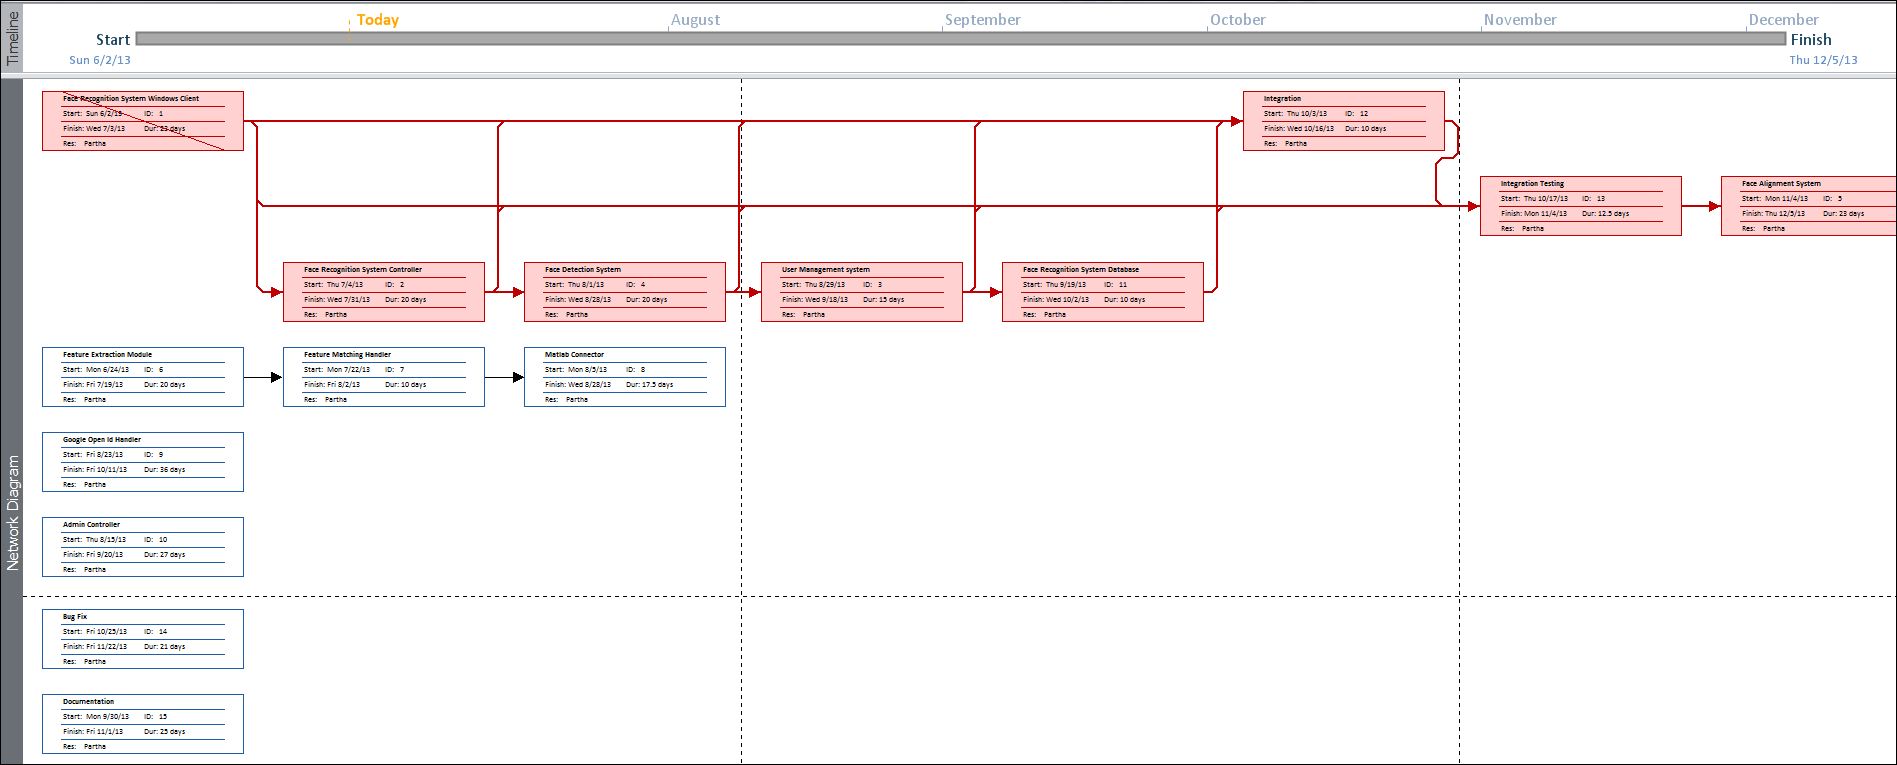 Timeline
Today
August
September
October
November
December
Start
Finish
Sun 6/2/13
Thu 12/5/13
Network Diagram
Face Recognition System Windows Client
Start: Sun 6/2/13 ID: 1
Finish: Wed 7/3/13 Dur: 23 days
Res: Partha
Integration
Start: Thu 10/3/13 ID: 12
Finish: Wed 10/16/13 Dur: 10 days
Res: Partha
Integration Testing
Start: Thu 10/17/13 ID: 13
Finish: Mon 11/4/13 Dur: 12.5 days
Res: Partha
Face Alignment System
Start: Mon 11/4/13 ID: 5
Finish: Thu 12/5/13 Dur: 23 days
Res: Partha
Face Recognition System Controller
Start: Thu 7/4/13 ID: 2
Finish: Wed 7/31/13 Dur: 20 days
Res: Partha
Face Detection System
Start: Thu 8/1/13 ID: 4
Finish: Wed 8/28/13 Dur: 20 days
Res: Partha
User Management system
Start: Thu 8/29/13 ID: 3
Finish: Wed 9/18/13 Dur: 15 days
Res: Partha
Face Recognition System Database
Start: Thu 9/19/13 ID: 11
Finish: Wed 10/2/13 Dur: 10 days
Res: Partha
Feature Extraction Module
Start: Mon 6/24/13 ID: 6
Finish: Fri 7/19/13 Dur: 20 days
Res: Partha
Feature Matching Handler
Start: Mon 7/22/13 ID: 7
Finish: Fri 8/2/13 Dur: 10 days
Res: Partha
Matlab Connector
Start: Mon 8/5/13 ID: 8
Finish: Wed 8/28/13 Dur: 17.5 days
Res: Partha
Google Open Id Handler
Start: Fri 8/23/13 ID: 9
Finish: Fri 10/11/13 Dur: 36 days
Res: Partha
Admin Controller
Start: Thu 8/15/13 ID: 10
Finish: Fri 9/20/13 Dur: 27 days
Res: Partha
Bug Fix
Start: Fri 10/25/13 ID: 14
Finish: Fri 11/22/13 Dur: 21 days
Res: Partha
Documentation
Start: Mon 9/30/13 ID: 15
Finish: Fri 11/1/13 Dur: 25 days
Res: Partha